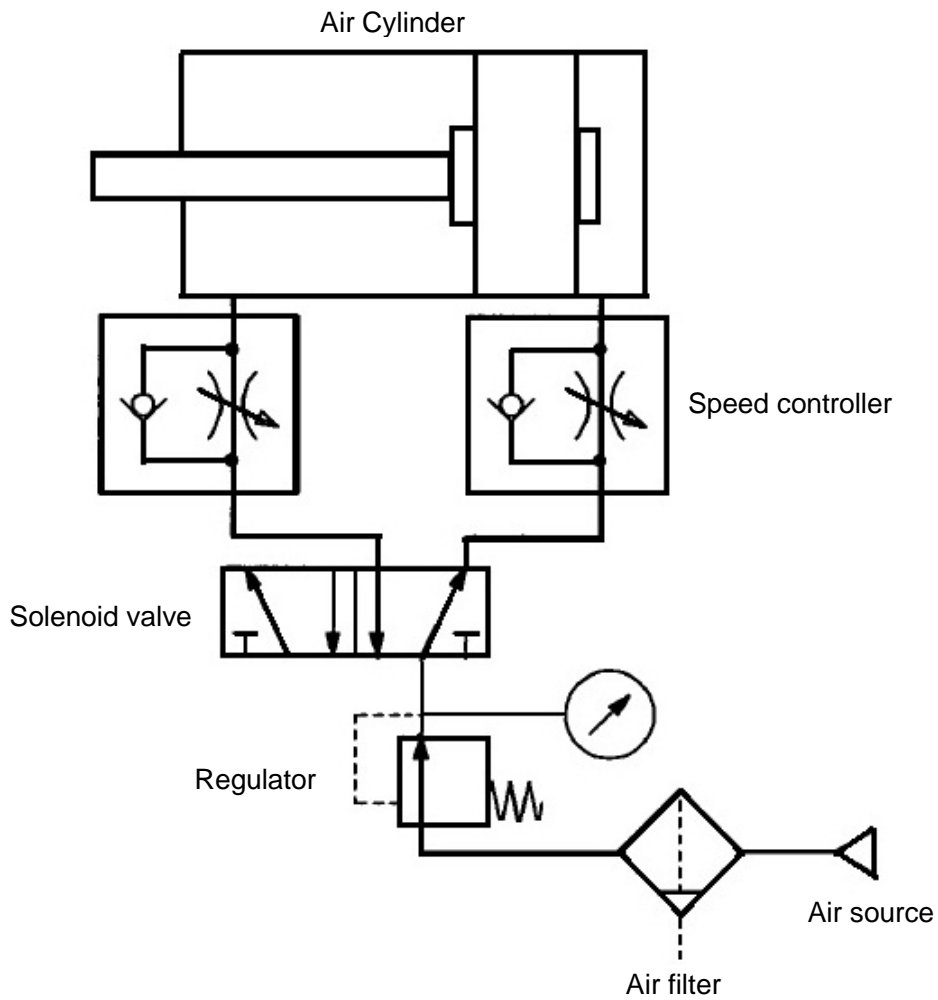 Air Cylinder
Speed controller
Solenoid valve
Regulator
Air source
Air filter